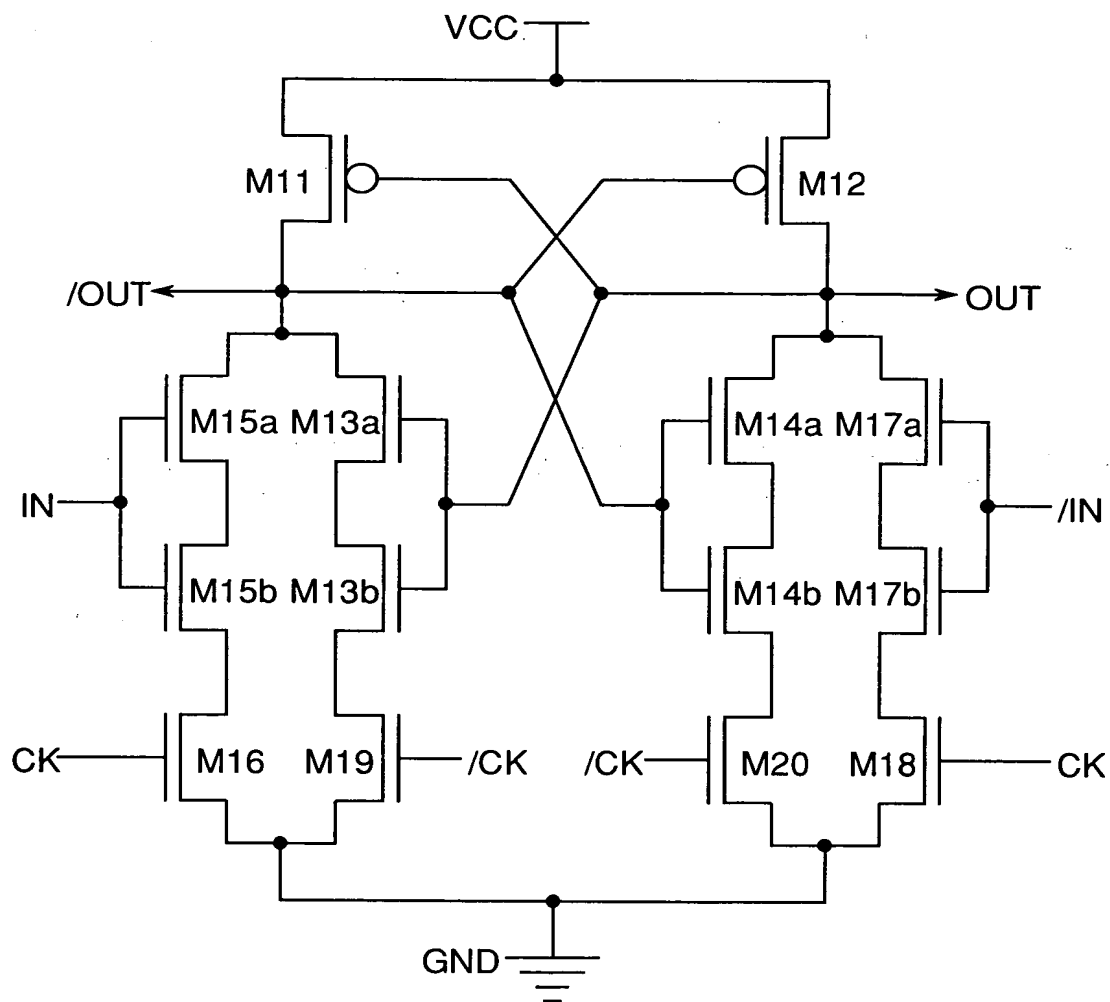 VCC
M11 M12
/OUT OUT
M15a M13a M14a M17a
IN /IN
M15b M13b M14b M17b
CK M16 M19 /CK /CK M20 M18 CK
GND